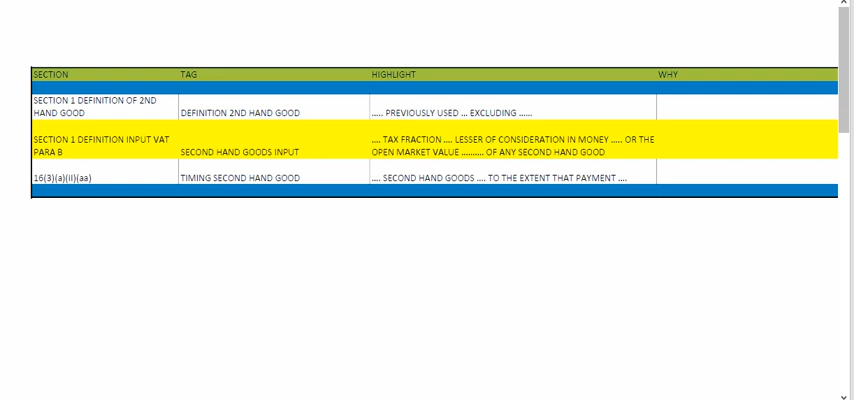 SECTION TAG HIGHLIGHT WHY
SECTION 1 DEFINITION OF 2ND
HAND GOOD DEFINITION 2ND HAND GOOD ..... PREVIOUSLY USED ... EXCLUDING ......
SECTION 1 DEFINITION INPUT VAT .... TAX FRACTION .... LESSER OF CONSIDERATION IN MONEY ..... OR THE
PARA B SECOND HAND GOODS INPUT OPEN MARKET VALUE .......... OF ANY SECOND HAND GOOD
16(3)(a)(II)(aa) TIMING SECOND HAND GOOD .... SECOND HAND GOODS .... TO THE EXTENT THAT PAYMENT ....